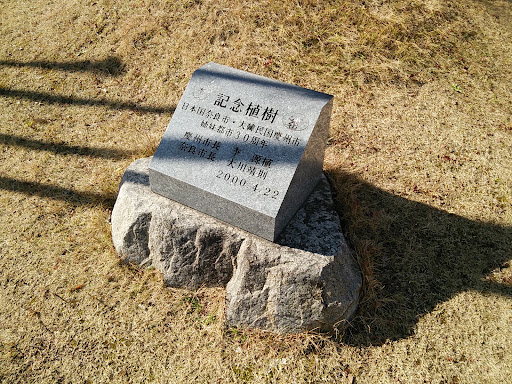 記念植樹
日本国奈良市・大韓民国慶州市
姉妹都市30周年
慶州市長 李 源植
奈良市長 大川靖則
2000.4.22